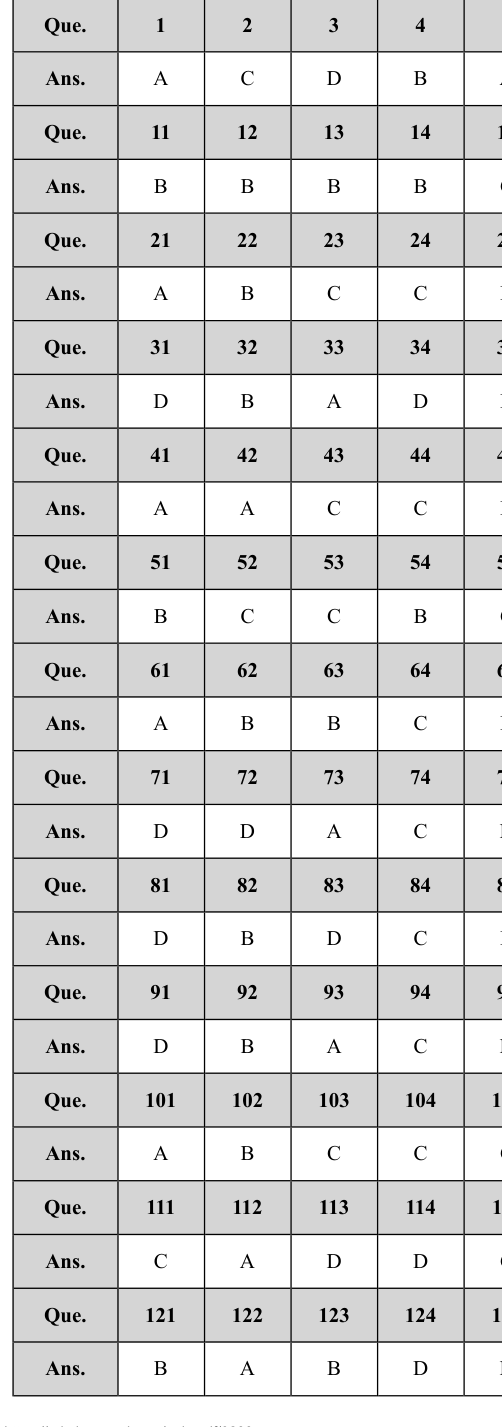 Que. 1 2 3 4
Ans. A C D B
Que. 11 12 13 14
Ans. B B B B
Que. 21 22 23 24
Ans. A B C C
Que. 31 32 33 34
Ans. D B A D
Que. 41 42 43 44
Ans. A A C C
Que. 51 52 53 54
Ans. B C C B
Que. 61 62 63 64
Ans. A B B C
Que. 71 72 73 74
Ans. D D A C
Que. 81 82 83 84
Ans. D B D C
Que. 91 92 93 94
Ans. D B A C
Que. 101 102 103 104
Ans. A B C C
Que. 111 112 113 114
Ans. C A D D
Que. 121 122 123 124
Ans. B A B D